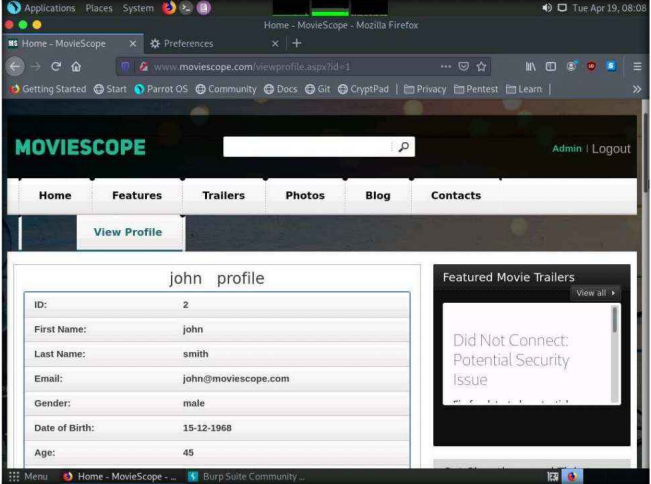 Applications Places System Tue Apr 19, 08:08
Home - MovieScope - Mozilla Firefox
Home - MovieScope × Preferences × +
www.moviescope.com/viewprofile.aspx?id=1
Getting Started Start Parrot OS Community Docs Git CryptPad Privacy Pentest Learn
MOVIESCOPE
Admin | Logout
Home Features Trailers Photos Blog Contacts
View Profile
john profile
ID: 2
First Name: john
Last Name: smith
Email: john@moviescope.com
Gender: male
Date of Birth: 15-12-1968
Age: 45
Featured Movie Trailers
View all
Did Not Connect:
Potential Security
Issue
Menu Home - MovieScope - ... Burp Suite Community ...